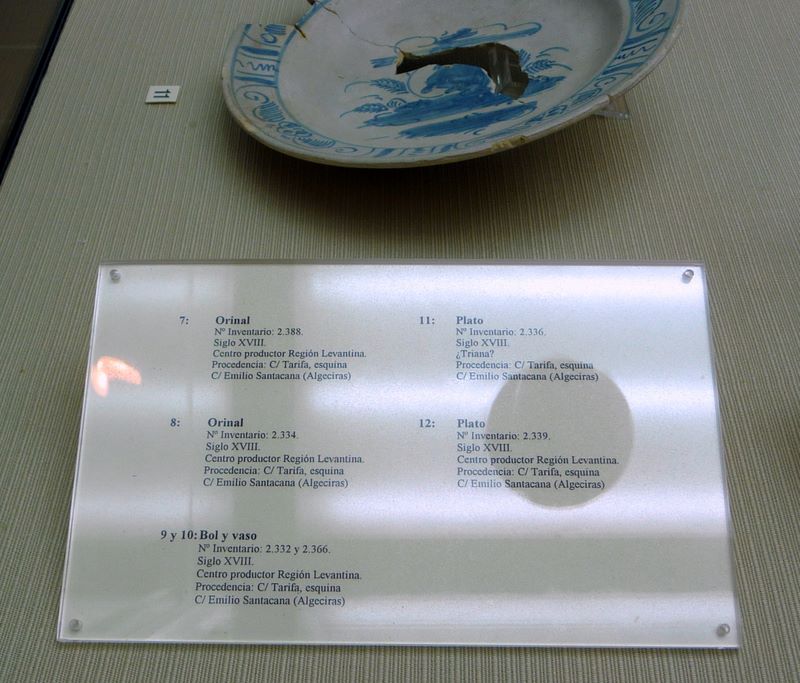 11
7: Orinal
Nº Inventario: 2.388.
Siglo XVIII.
Centro productor Región Levantina.
Procedencia: C/ Tarifa, esquina
C/ Emilio Santacana (Algeciras)
8: Orinal
Nº Inventario: 2.334.
Siglo XVIII.
Centro productor Región Levantina.
Procedencia: C/ Tarifa, esquina
C/ Emilio Santacana (Algeciras)
9 y 10: Bol y vaso
Nº Inventario: 2.332 y 2.366.
Siglo XVIII.
Centro productor Región Levantina.
Procedencia: C/ Tarifa, esquina
C/ Emilio Santacana (Algeciras)
11: Plato
Nº Inventario: 2.336.
Siglo XVIII.
¿Triana?
Procedencia: C/ Tarifa, esquina
C/ Emilio Santacana (Algeciras)
12: Plato
Nº Inventario: 2.339.
Siglo XVIII.
Centro productor Región Levantina.
Procedencia: C/ Tarifa, esquina
C/ Emilio Santacana (Algeciras)